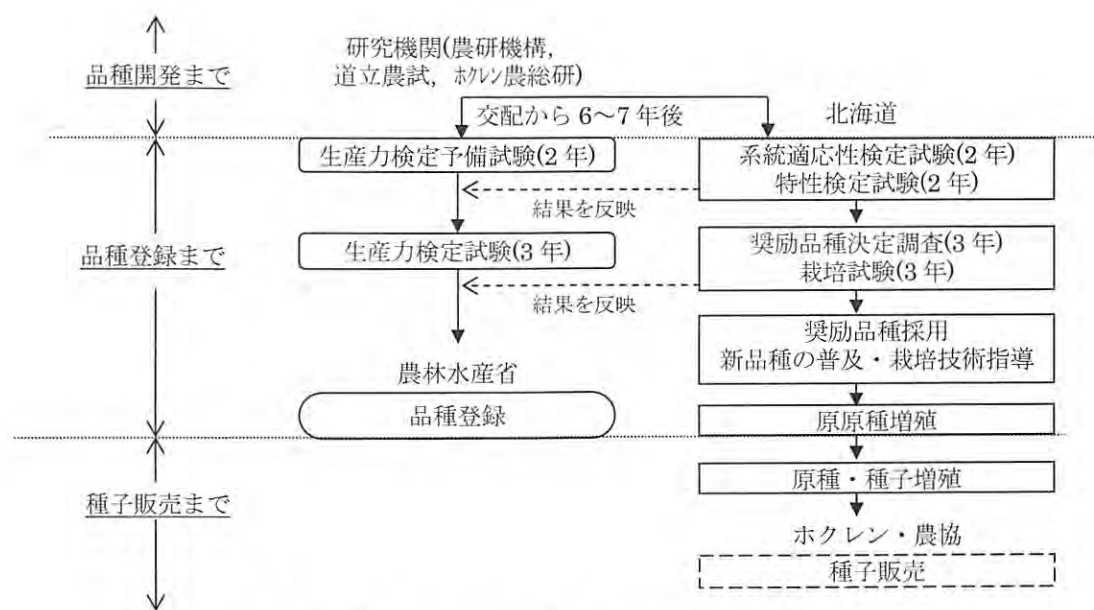 品種開発まで
研究機関(農研機構,
道立農試, ホクレン農総研)
交配から 6～7 年後
北海道
品種登録まで
生産力検定予備試験(2 年)
系統適応性検定試験(2 年)
特性検定試験(2 年)
結果を反映
生産力検定試験(3 年)
奨励品種決定調査(3 年)
栽培試験(3 年)
結果を反映
奨励品種採用
新品種の普及・栽培技術指導
農林水産省
品種登録
原原種増殖
種子販売まで
原種・種子増殖
ホクレン・農協
種子販売